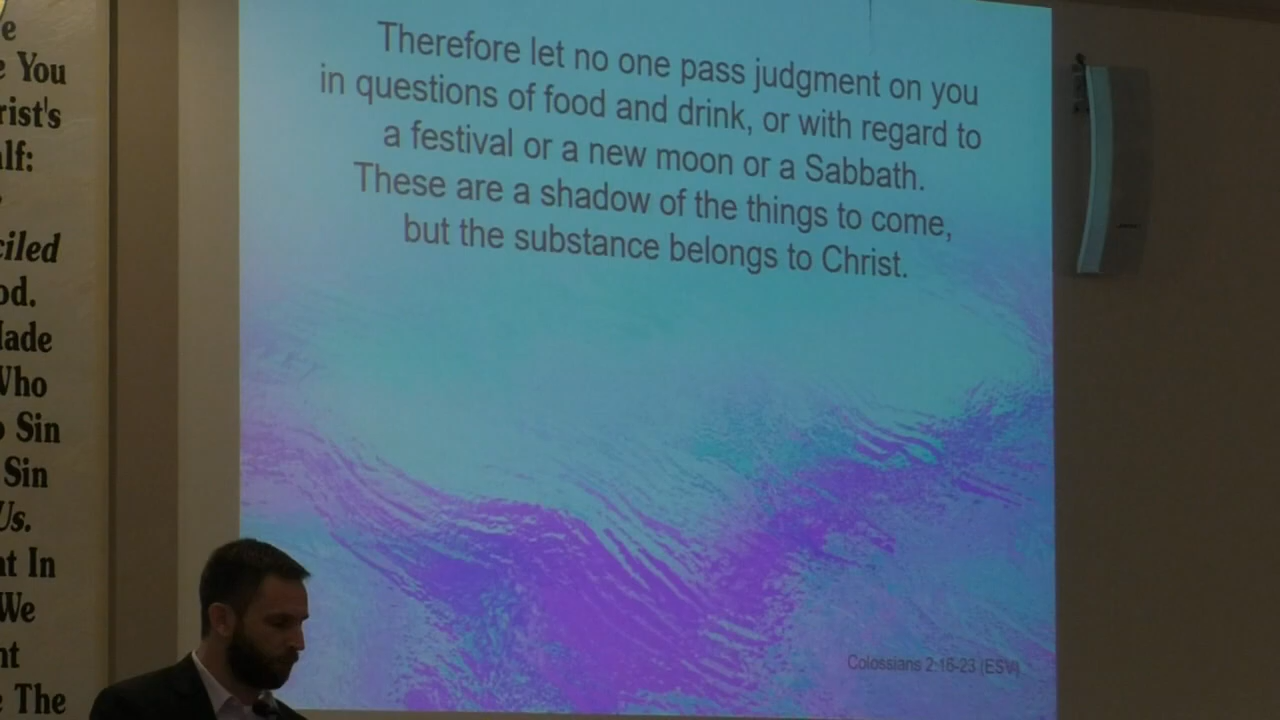 e
You
rist's
lf:
ciled
od.
Made
Who
Sin
Sin
Us.
nt In
We
nt
The
Therefore let no one pass judgment on you
in questions of food and drink, or with regard to
a festival or a new moon or a Sabbath.
These are a shadow of the things to come,
but the substance belongs to Christ.
Colossians 2:16-23 (ESV)